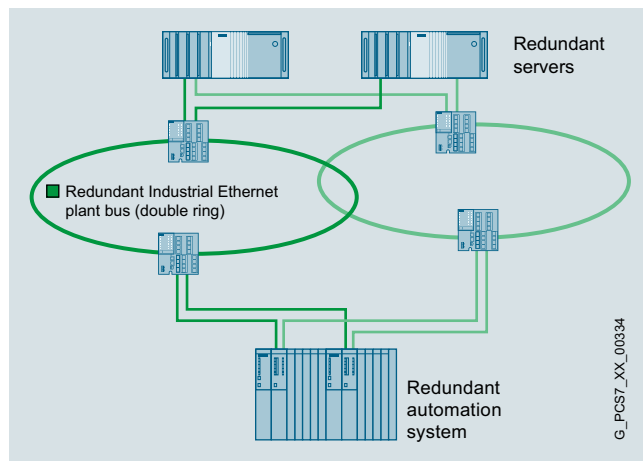 Redundant
servers
Redundant Industrial Ethernet
plant bus (double ring)
Redundant
automation
system
G_PCS7_XX_00334